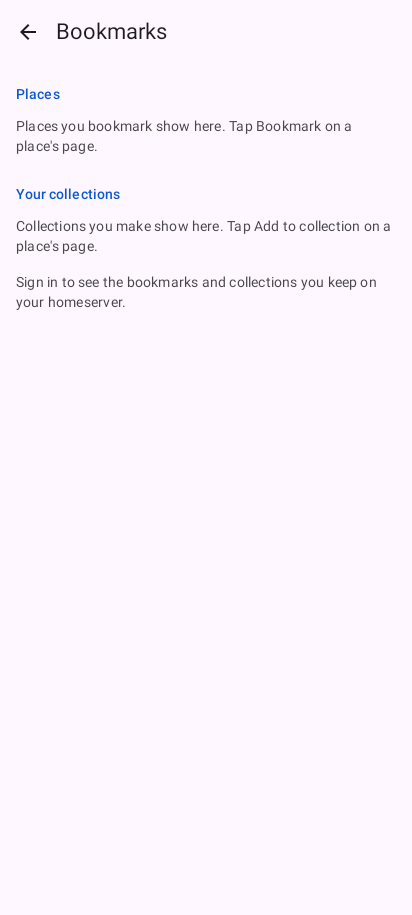 Bookmarks
Places
Places you bookmark show here. Tap Bookmark on a
place's page.
Your collections
Collections you make show here. Tap Add to collection on a
place's page.
Sign in to see the bookmarks and collections you keep on
your homeserver.